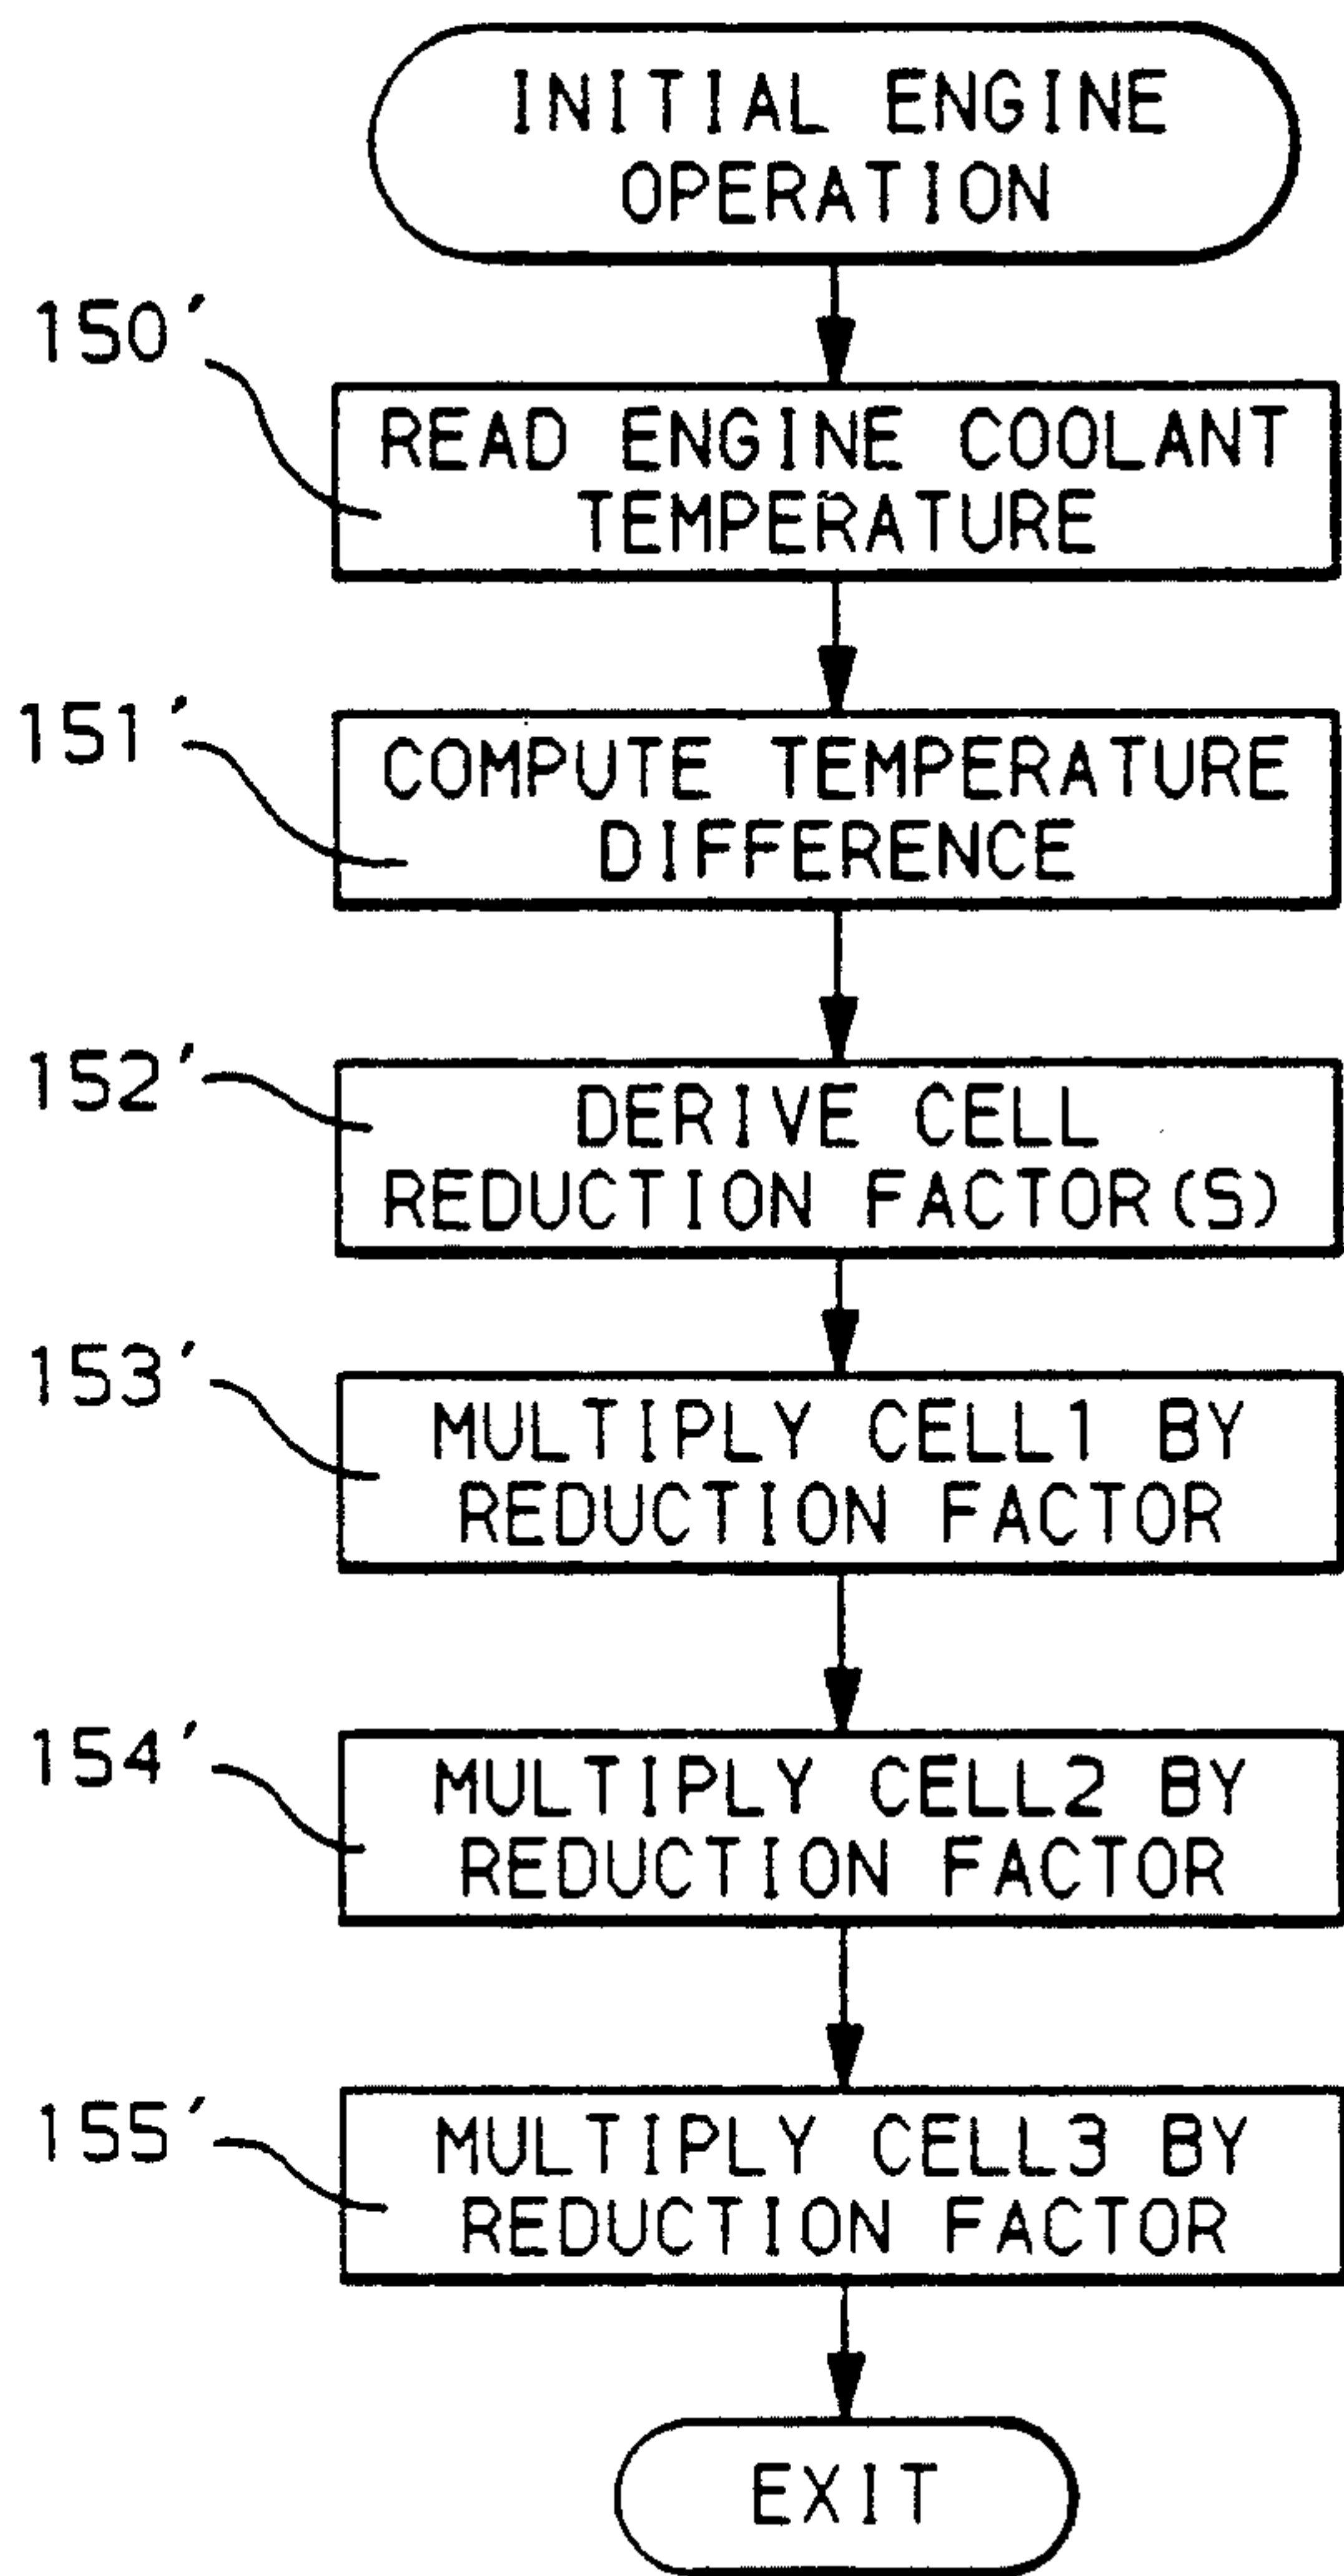 INITIAL ENGINE
OPERATION
150'
READ ENGINE COOLANT
TEMPERATURE
151'
COMPUTE TEMPERATURE
DIFFERENCE
152'
DERIVE CELL
REDUCTION FACTOR(S)
153'
MULTIPLY CELL1 BY
REDUCTION FACTOR
154'
MULTIPLY CELL2 BY
REDUCTION FACTOR
155'
MULTIPLY CELL3 BY
REDUCTION FACTOR
EXIT